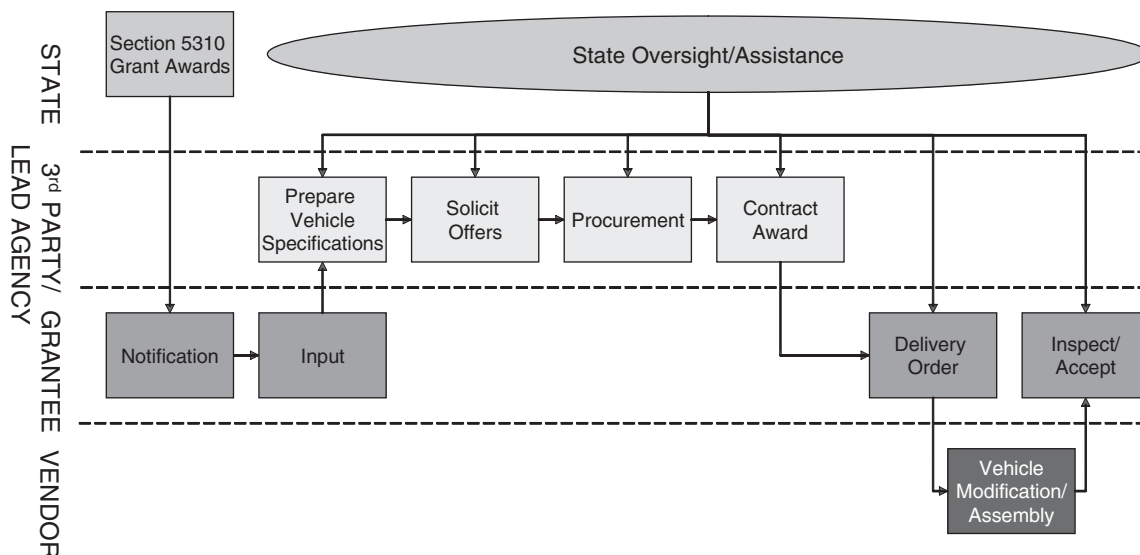 STATE
Section 5310
Grant Awards
State Oversight/Assistance
3rd PARTY/
LEAD AGENCY
Prepare
Vehicle
Specifications
Solicit
Offers
Procurement
Contract
Award
GRANTEE
Notification
Input
Delivery
Order
Inspect/
Accept
VENDOR
Vehicle
Modification/
Assembly